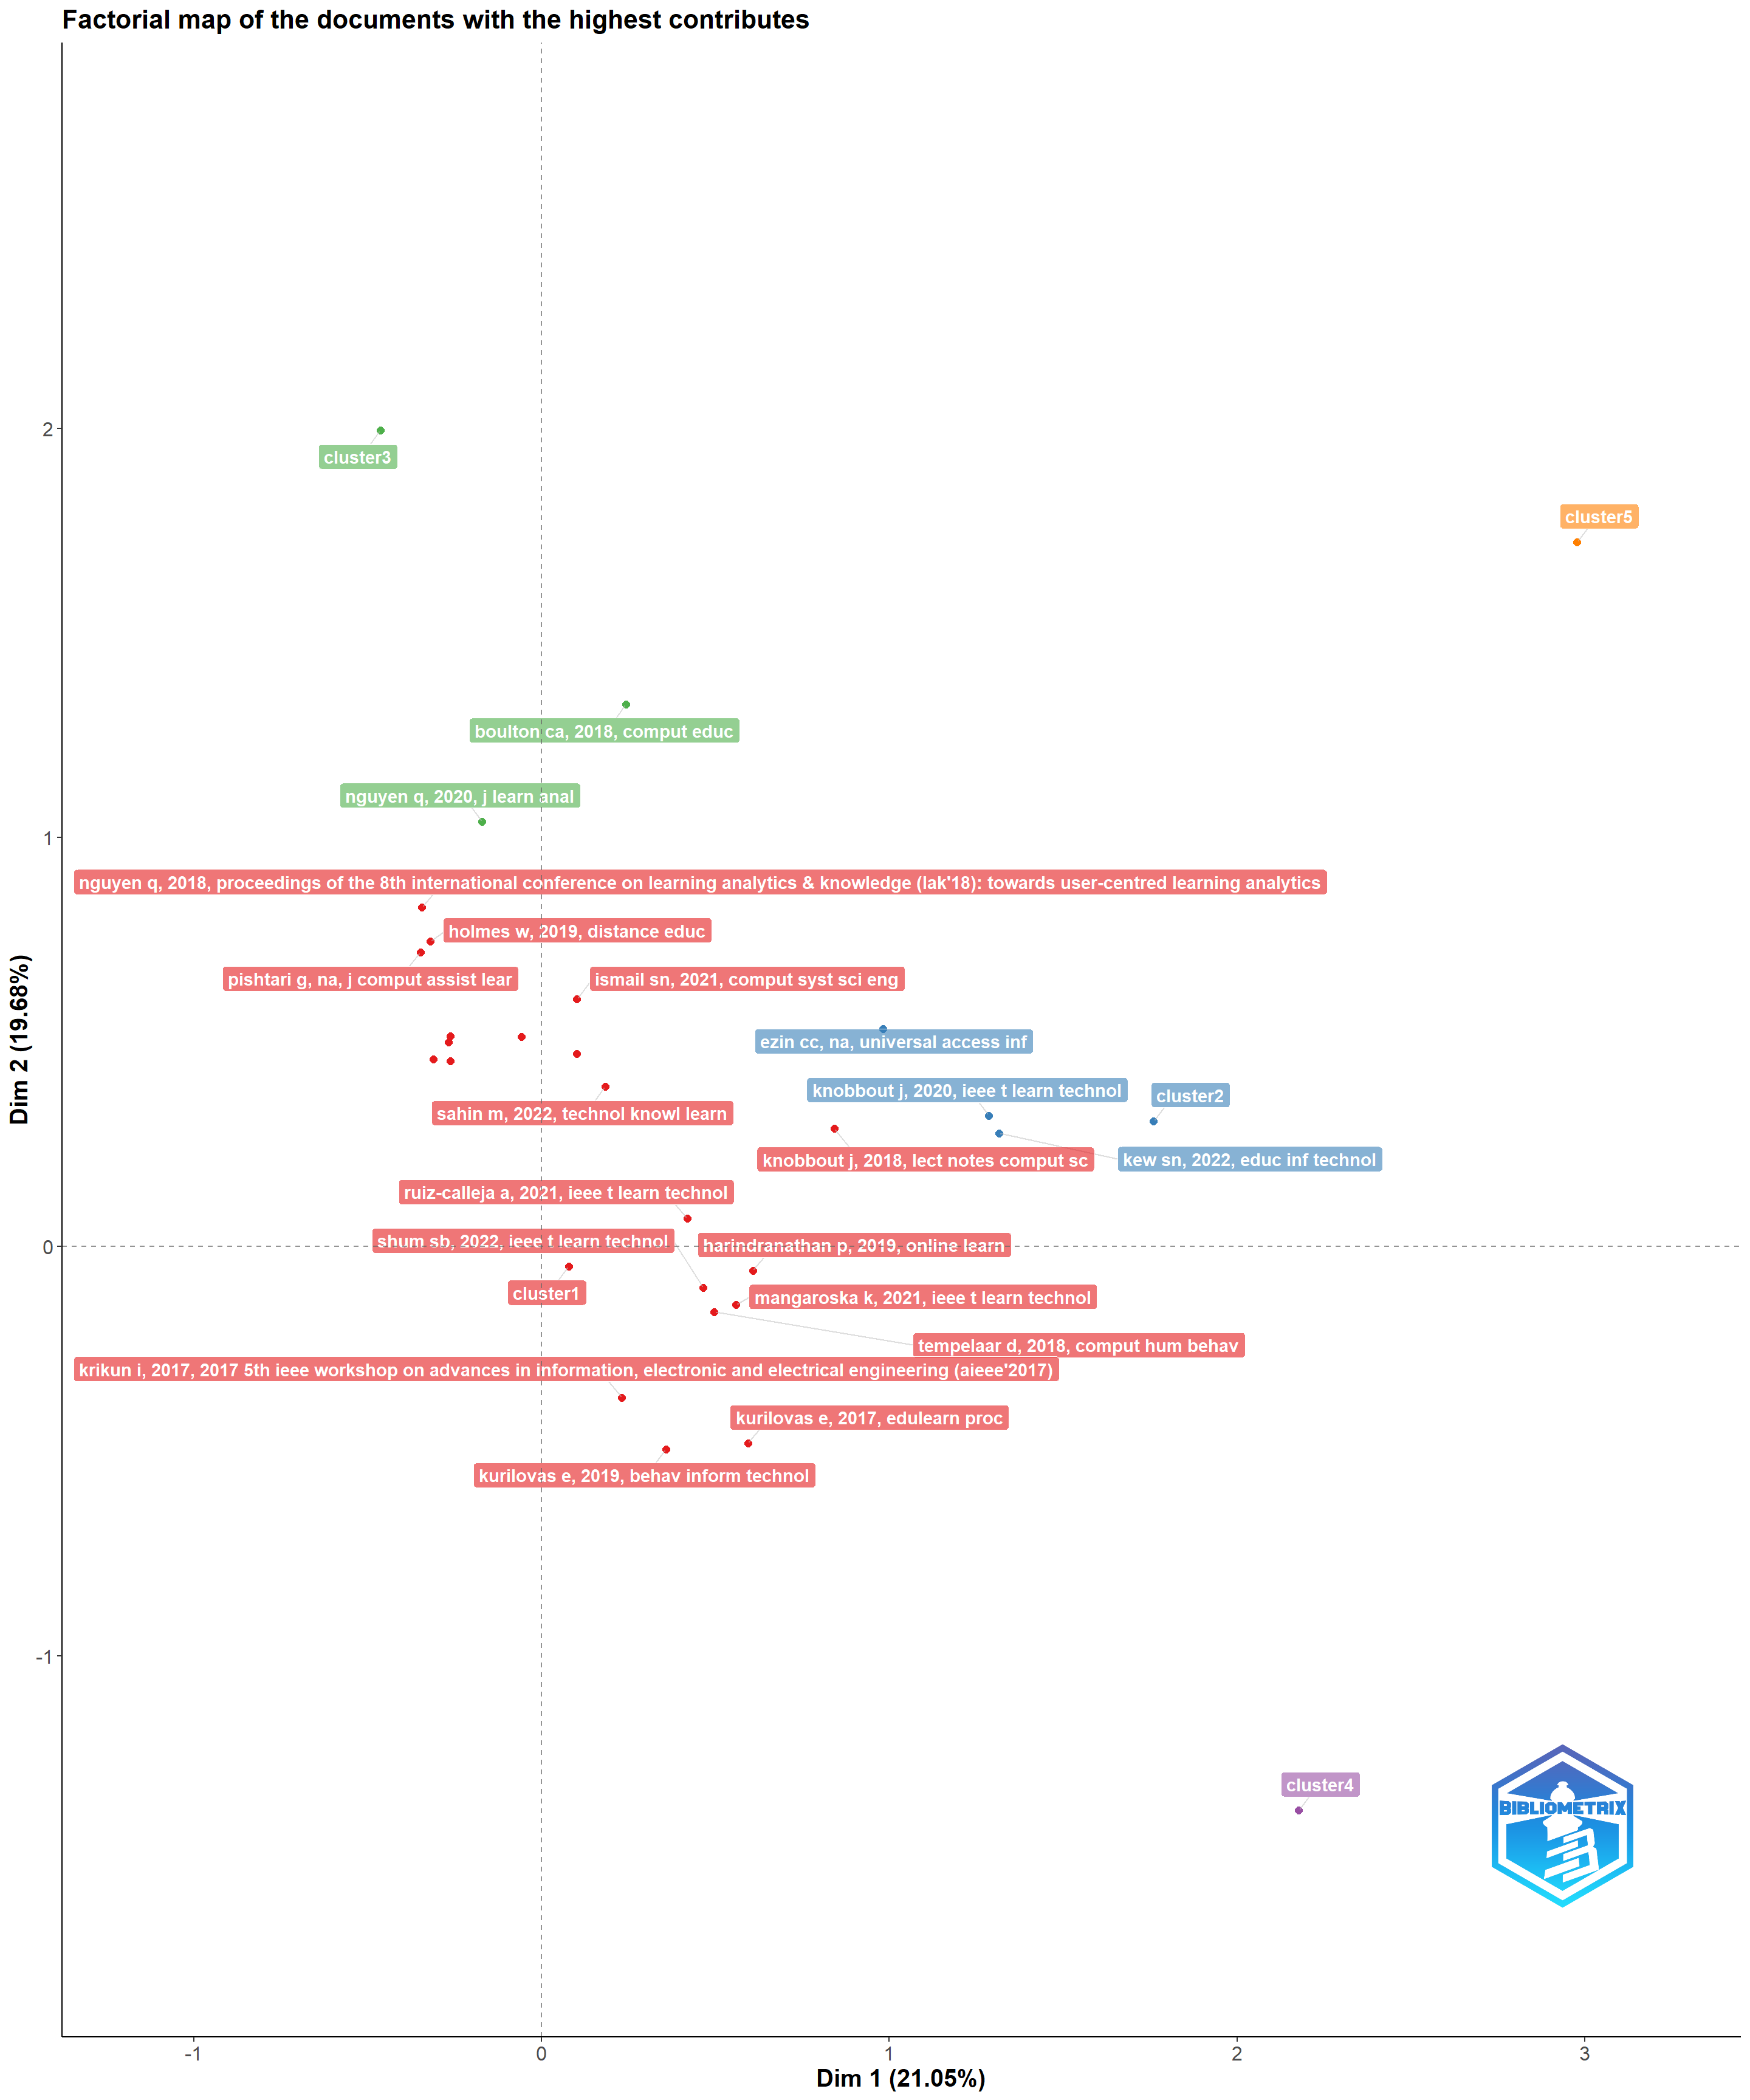 Factorial map of the documents with the highest contributes
2
cluster3
cluster5
boulton ca, 2018, comput educ
nguyen q, 2020, j learn anal
1
nguyen q, 2018, proceedings of the 8th international conference on learning analytics & knowledge (lak'18): towards user-centred learning analytics
holmes w, 2019, distance educ
pishtari g, na, j comput assist lear
ismail sn, 2021, comput syst sci eng
ezin cc, na, universal access inf
knobbout j, 2020, ieee t learn technol
cluster2
sahin m, 2022, technol knowl learn
knobbout j, 2018, lect notes comput sc
kew sn, 2022, educ inf technol
ruiz-calleja a, 2021, ieee t learn technol
shum sb, 2022, ieee t learn technol
harindranathan p, 2019, online learn
0
cluster1
mangaroska k, 2021, ieee t learn technol
tempelaar d, 2018, comput hum behav
krikun i, 2017, 2017 5th ieee workshop on advances in information, electronic and electrical engineering (aieee'2017)
kurilovas e, 2017, edulearn proc
kurilovas e, 2019, behav inform technol
-1
cluster4
BIBLIOMETRIX
Dim 2 (19.68%)
-1
0
1
2
3
Dim 1 (21.05%)